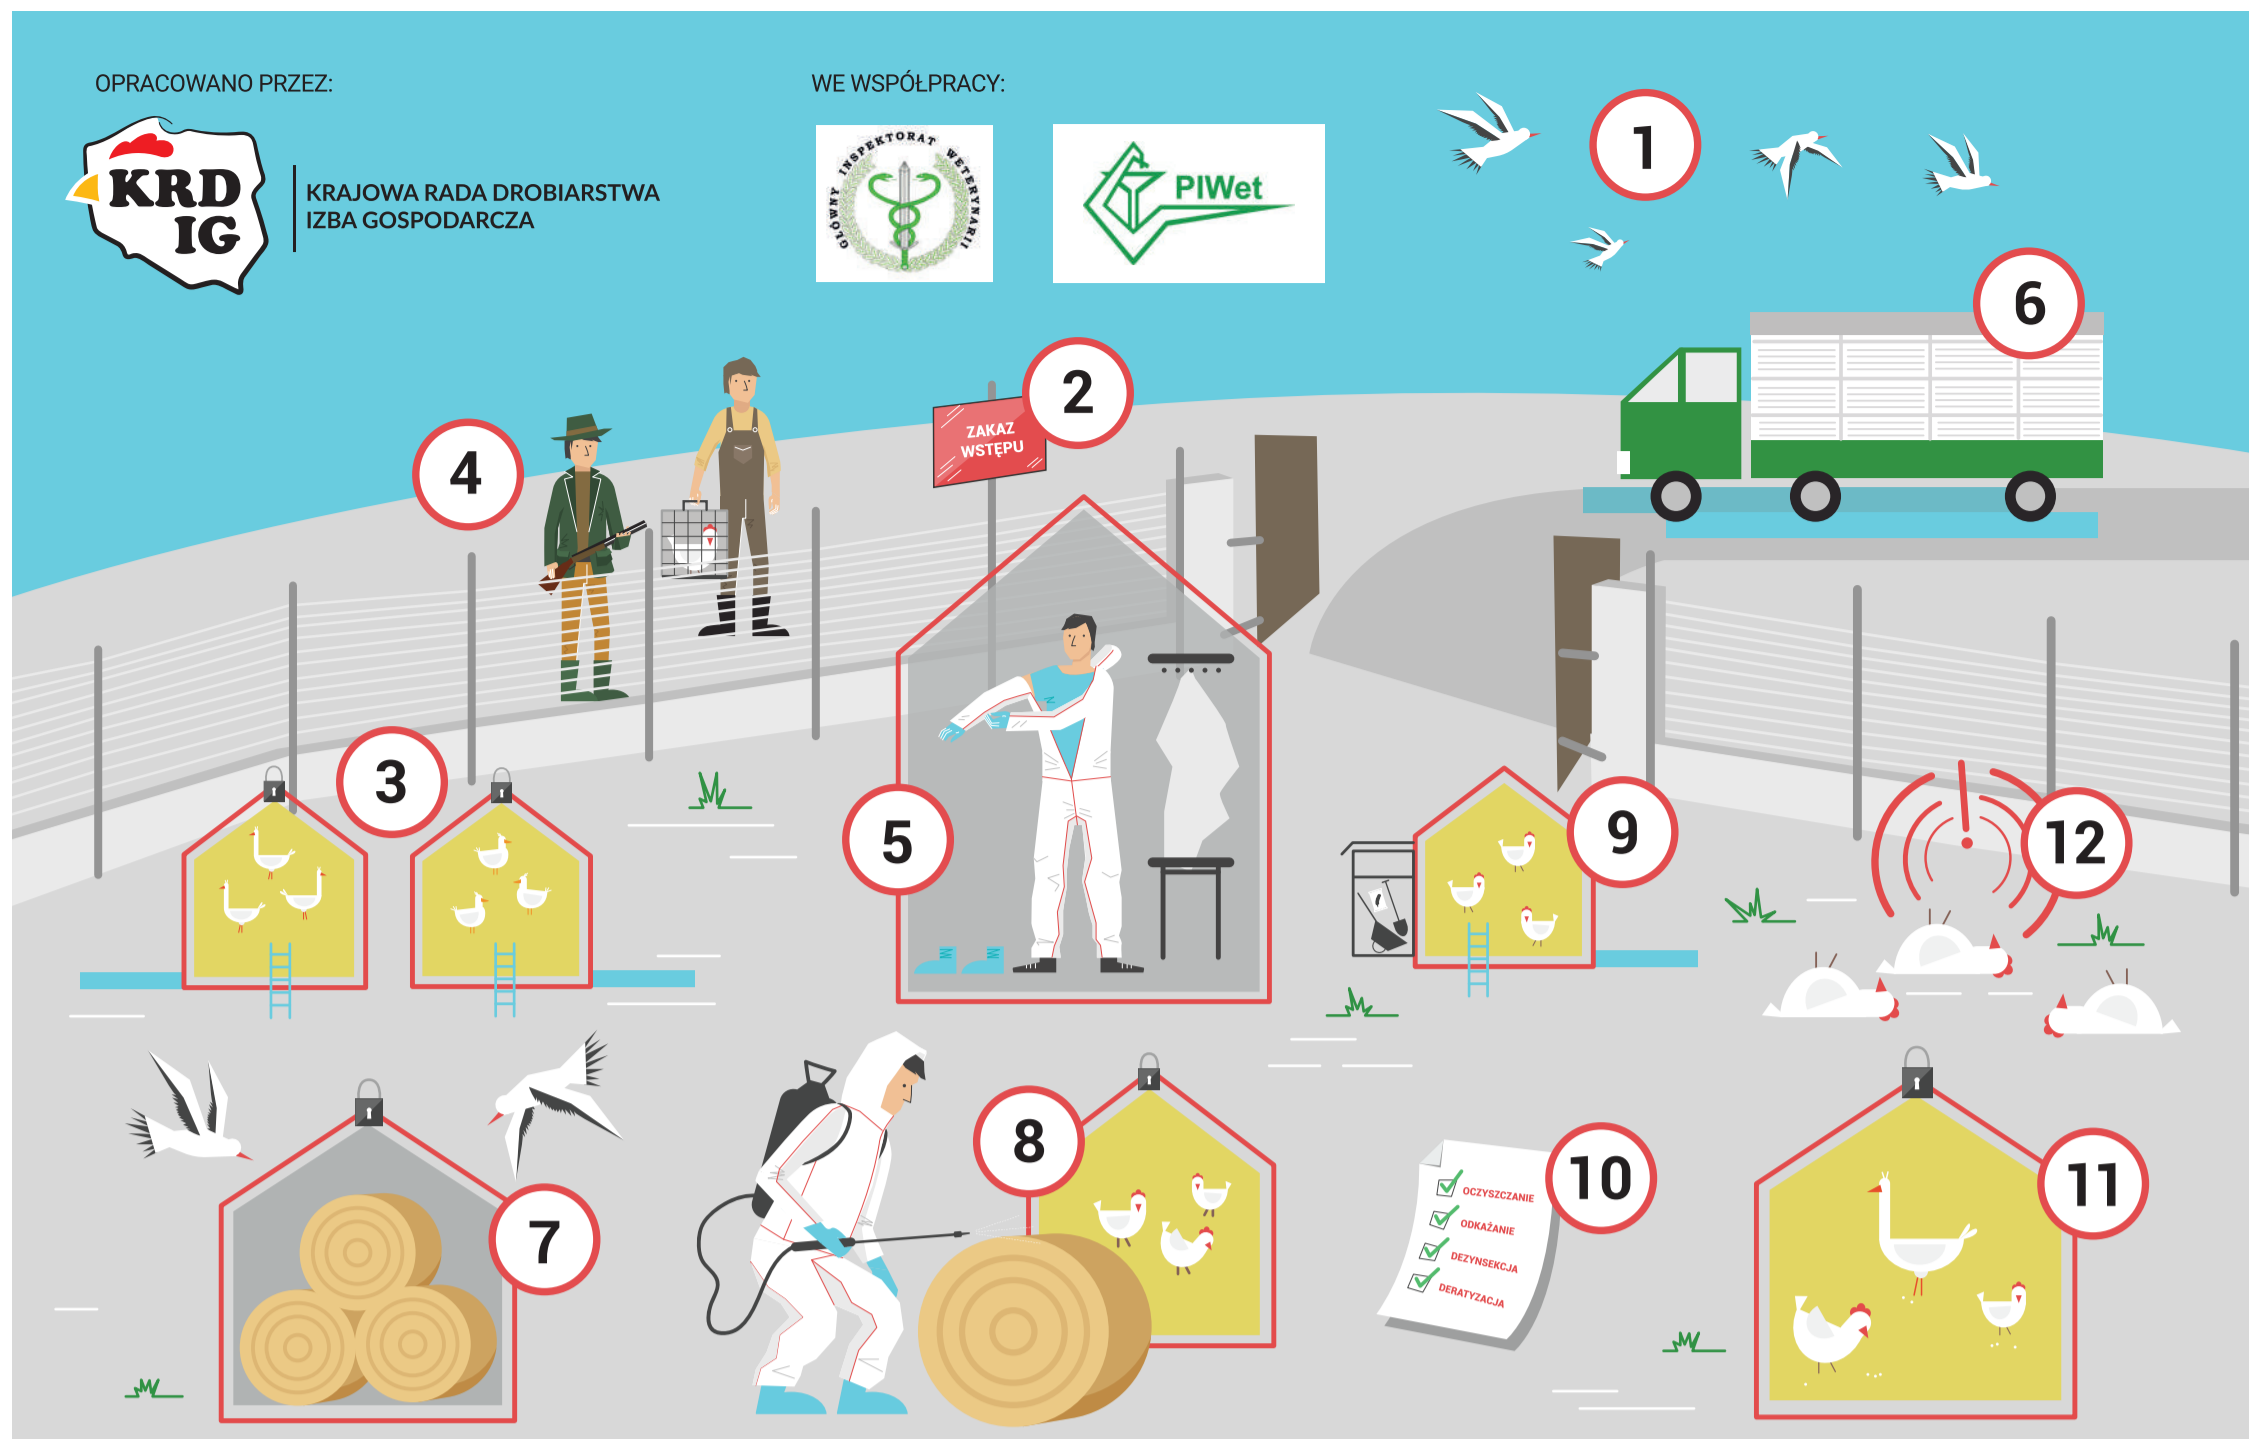 OPRACOWANO PRZEZ:
WE WSPÓŁPRACY:
KRD
IG
KRAJOWA RADA DROBIARSTWA
IZBA GOSPODARCZA
GŁÓWNY INSPEKTORAT WETERYNARII
PIWet
1
6
2
ZAKAZ
WSTĘPU
4
3
5
9
12
7
8
10
OCZYSZCZANIE
ODKAŻANIE
DEZYNSEKCJA
DERATYZACJA
11